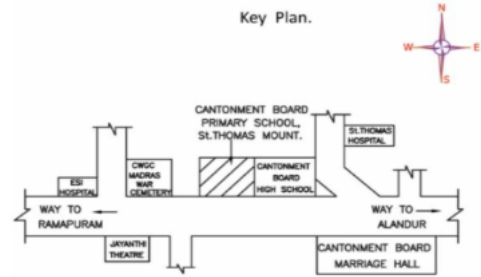 Key Plan.
N
W
E
S
CANTONMENT BOARD
PRIMARY SCHOOL,
St.THOMAS MOUNT.
St.THOMAS
HOSPITAL
ESI
HOSPITAL
CWGC
MADRAS
WAR
CEMETERY
CANTONMENT
BOARD
HIGH SCHOOL
WAY TO
RAMAPURAM
WAY TO
ALANDUR
JAYANTHI
THEATRE
CANTONMENT BOARD
MARRIAGE HALL